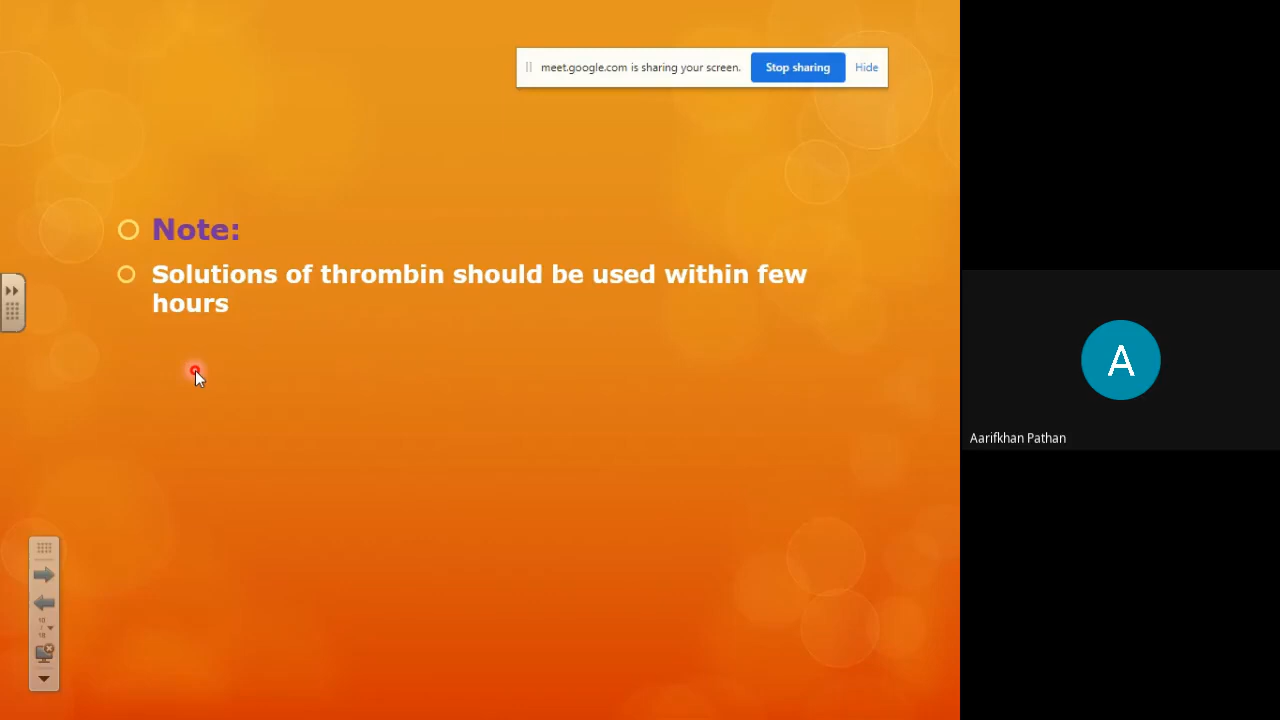 meet.google.com is sharing your screen. Stop sharing Hide
Note:
Solutions of thrombin should be used within few
hours
A
Aarifkhan Pathan